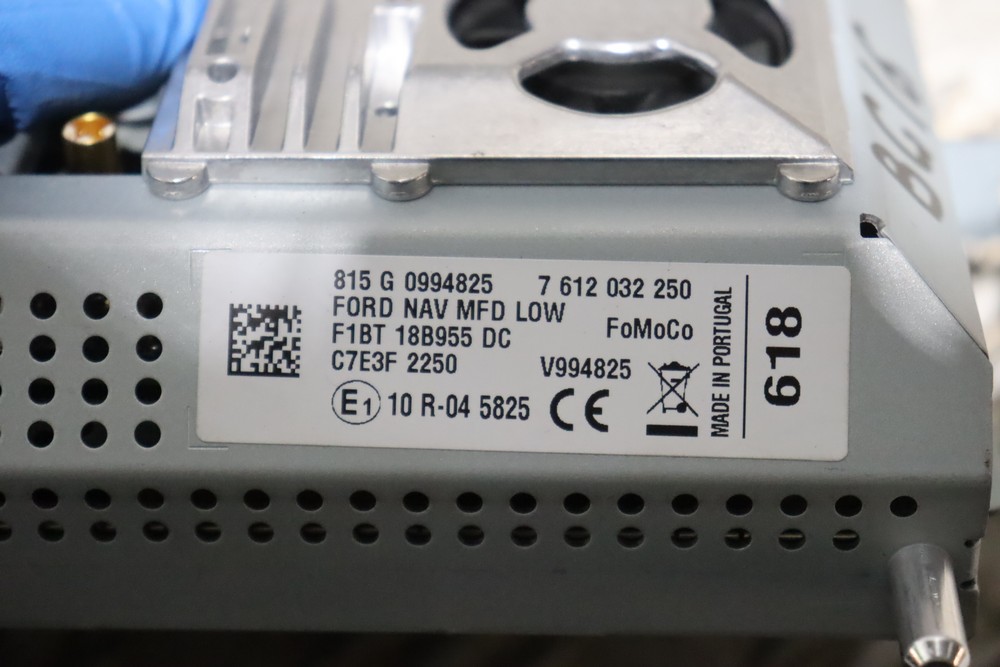 815 G 0994825 7 612 032 250
FORD NAV MFD LOW
F1BT 18B955 DC FoMoCo
C7E3F 2250 V994825
E1 10 R-04 5825 CE
MADE IN PORTUGAL
618